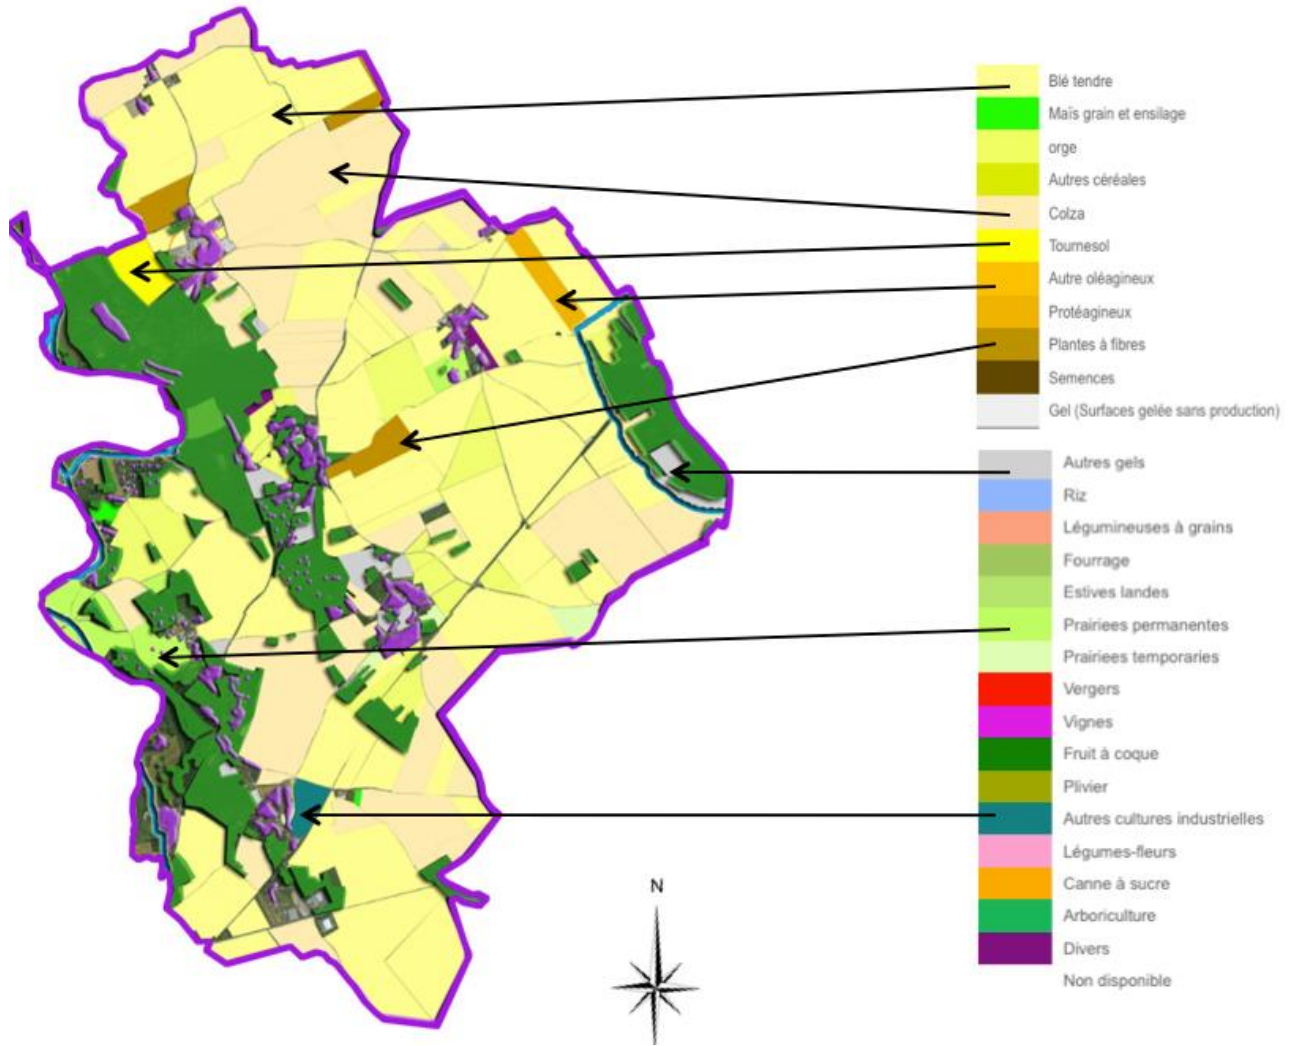 Blé tendre
Maïs grain et ensilage
orge
Autres céréales
Colza
Tournesol
Autre oléagineux
Protéagineux
Plantes à fibres
Semences
Gel (Surfaces gelée sans production)
Autres gels
Riz
Légumineuses à grains
Fourrage
Estives landes
Prairiees permanentes
Prairiees temporaries
Vergers
Vignes
Fruit à coque
Plivier
Autres cultures industrielles
Légumes-fleurs
Canne à sucre
Arboriculture
Divers
Non disponible
N